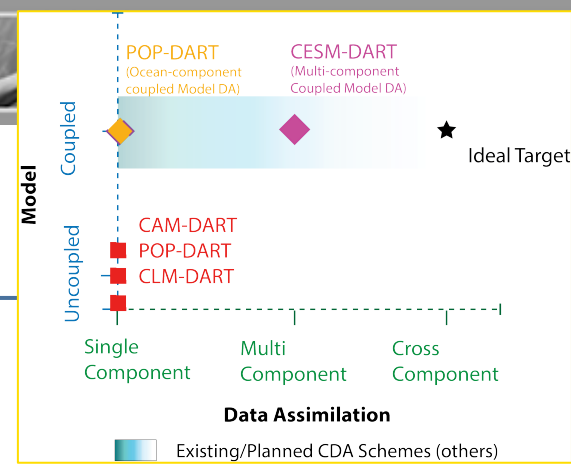 POP-DART
(Ocean-component
coupled Model DA)
CESM-DART
(Multi-component
Coupled Model DA)
Ideal Target
Model
Coupled
Uncoupled
CAM-DART
POP-DART
CLM-DART
Single
Component
Multi
Component
Cross
Component
Data Assimilation
Existing/Planned CDA Schemes (others)